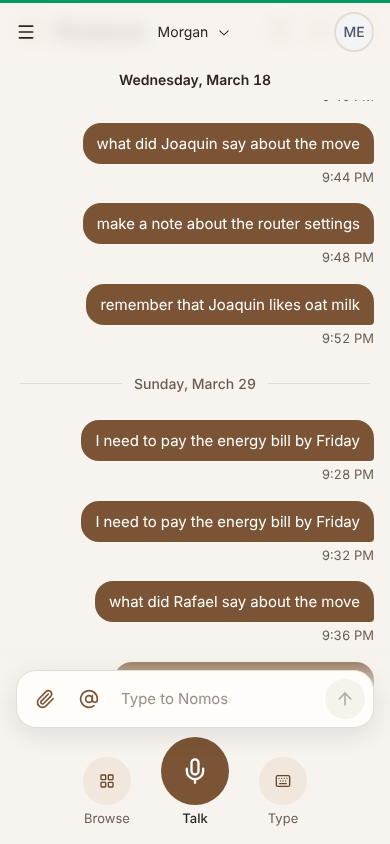 Morgan
ME
Wednesday, March 18
what did Joaquin say about the move
9:44 PM
make a note about the router settings
9:48 PM
remember that Joaquin likes oat milk
9:52 PM
Sunday, March 29
I need to pay the energy bill by Friday
9:28 PM
I need to pay the energy bill by Friday
9:32 PM
what did Rafael say about the move
9:36 PM
Type to Nomos
Browse
Talk
Type